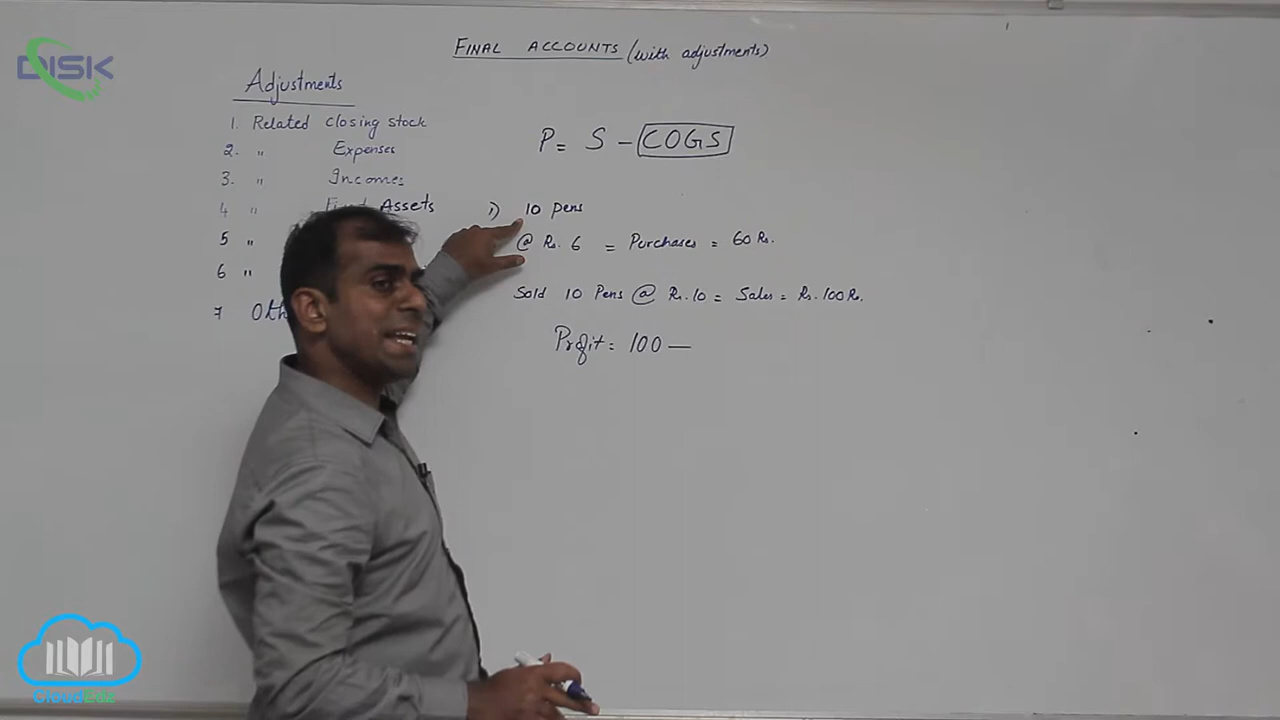 DISK
FINAL ACCOUNTS (with adjustments)
Adjustments
1. Related closing stock
2. " Expenses
3. " Incomes
4 " Assets
5 "
6 "
7
P = S - COGS
1) 10 Pens
@ Rs. 6 = Purchases = 60 Rs.
Sold 10 Pens @ Rs. 10 = Sales = Rs. 100 Rs.
Profit = 100 —
CloudEdu